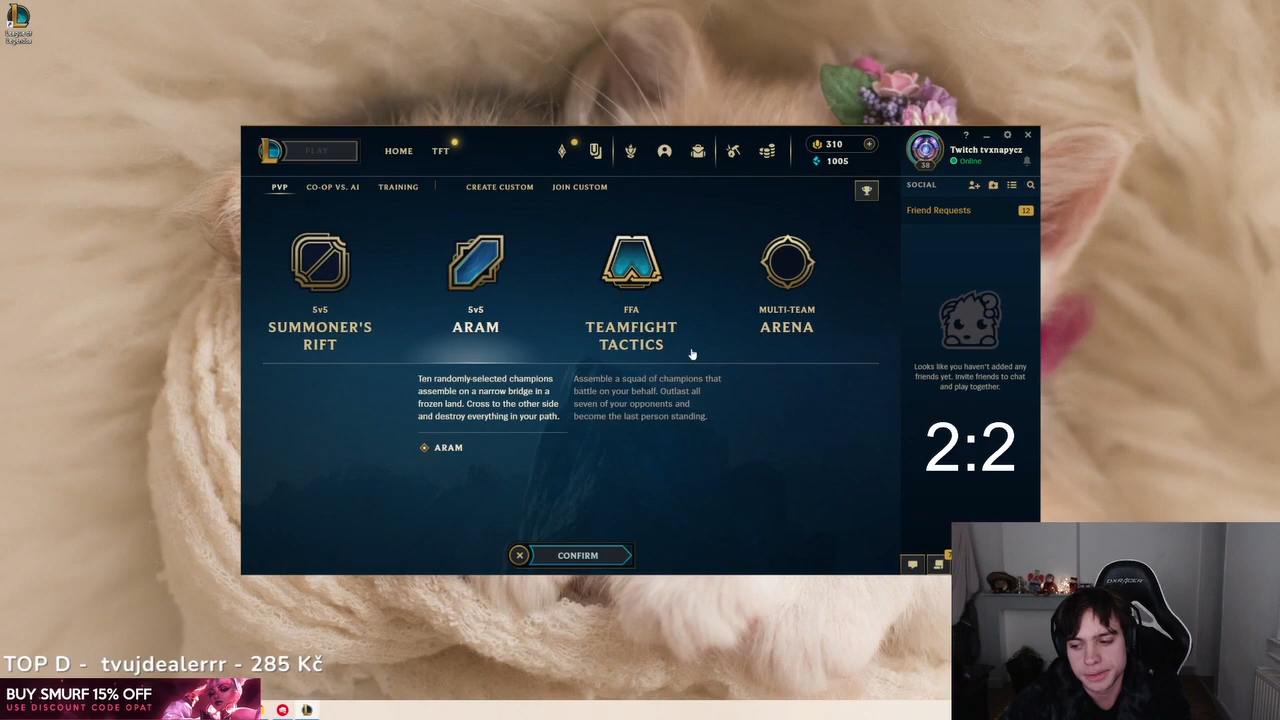 League of
Legends
PLAY
HOME
TFT
310
1005
38
?
Twitch tvxnapycz
Online
PVP
CO-OP VS. AI
TRAINING
CREATE CUSTOM
JOIN CUSTOM
SOCIAL
Friend Requests
12
5v5
SUMMONER'S
RIFT
5v5
ARAM
FFA
TEAMFIGHT
TACTICS
MULTI-TEAM
ARENA
Ten randomly-selected champions
assemble on a narrow bridge in a
frozen land. Cross to the other side
and destroy everything in your path.
ARAM
Assemble a squad of champions that
battle on your behalf. Outlast all
seven of your opponents and
become the last person standing.
Looks like you haven't added any
friends yet. Invite friends to chat
and play together.
2:2
CONFIRM
DXRACER
TOP D - tvujdealerrr - 285 Kč
BUY SMURF 15% OFF
USE DISCOUNT CODE OPAT